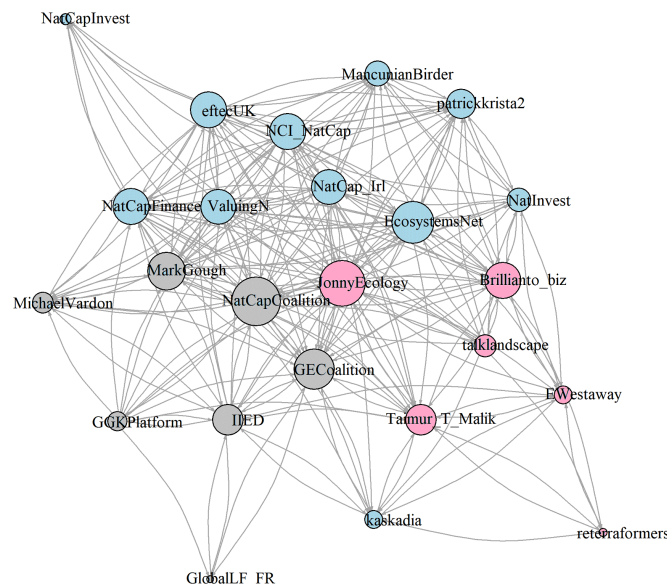 NatCapInvest
MancunianBirder
patrickkrista2
eftecUK
NCI_NatCap
NatCap_Irl
NatCapFinance
ValuingN
NatInvest
EcosystemsNet
MarkGough
JonnyEcology
Brillianto_biz
MichaelVardon
NatCapCoalition
talklandscape
GECoalition
EWestaway
GGKPlatform
IIED
Taimur_T_Malik
kaskadia
reterraformers
GlobalLF_FR